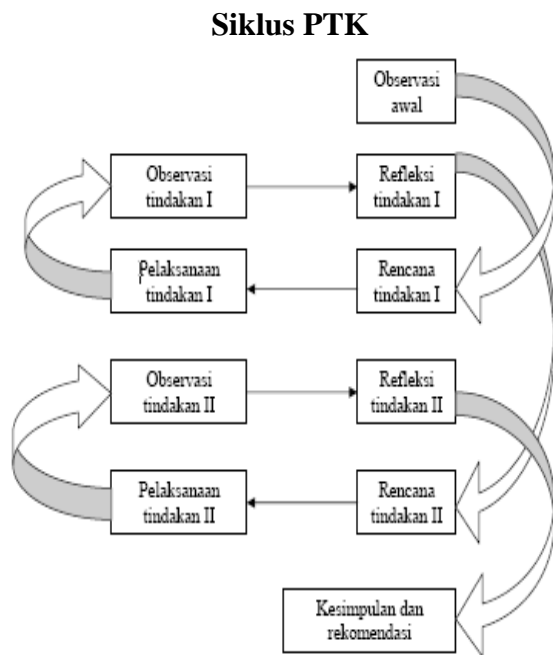 Siklus PTK
Observasi
awal
Observasi
tindakan I
Refleksi
tindakan I
Pelaksanaan
tindakan I
Rencana
tindakan I
Observasi
tindakan II
Refleksi
tindakan II
Pelaksanaan
tindakan II
Rencana
tindakan II
Kesimpulan dan
rekomendasi